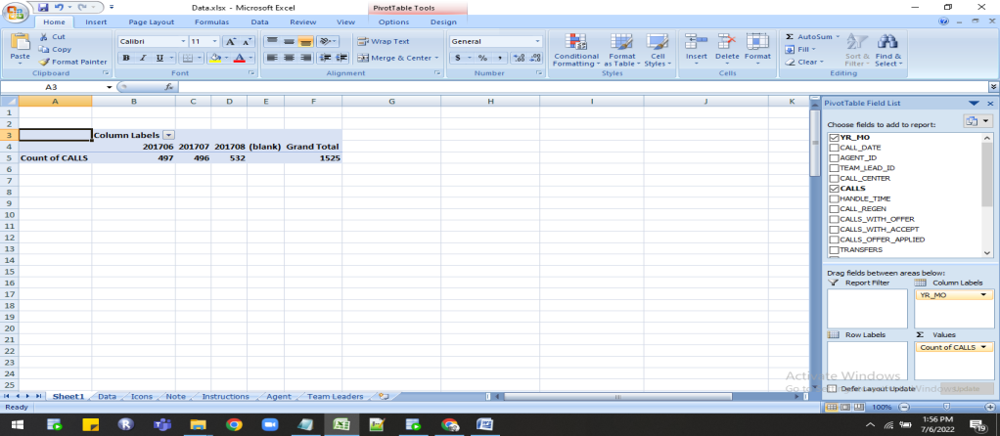 Data.xlsx - Microsoft Excel
PivotTable Tools
Home Insert Page Layout Formulas Data Review View Options Design
Paste
Cut
Copy
Format Painter
Clipboard
Calibri 11 A A
B I U A
Font
Wrap Text
Merge & Center
Alignment
General
$ % ,
Number
Conditional Formatting
Format as Table
Cell Styles
Styles
Insert Delete Format
Cells
Σ AutoSum
Fill
Clear
Sort & Filter
Find & Select
Editing
A3 fx
A B C D E F G H I J K
1
2
3 Column Labels
4 201706 201707 201708 (blank) Grand Total
5 Count of CALLS 497 496 532 1525
6
7
8
9
10
11
12
13
14
15
16
17
18
19
20
21
22
23
24
25
PivotTable Field List
Choose fields to add to report:
YR_MO
CALL_DATE
AGENT_ID
TEAM_LEAD_ID
CALL_CENTER
CALLS
HANDLE_TIME
CALL_REGEN
CALLS_WITH_OFFER
CALLS_WITH_ACCEPT
CALLS_OFFER_APPLIED
TRANSFERS
Drag fields between areas below:
Report Filter Column Labels
YR_MO
Row Labels Σ Values
Count of CALLS
Activate Windows
Defer Layout Update
Sheet1 Data Icons Note Instructions Agent Team Leaders
Ready
100%
1:56 PM
7/6/2022
19